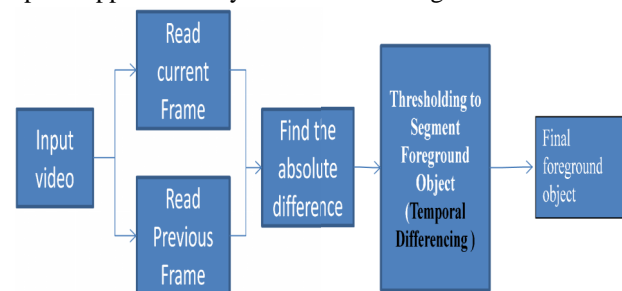 Read
current
Frame
Input
video
Read
Previous
Frame
Find the
absolute
difference
Thresholding to
Segment
Foreground
Object
(Temporal
Differencing )
Final
foreground
object